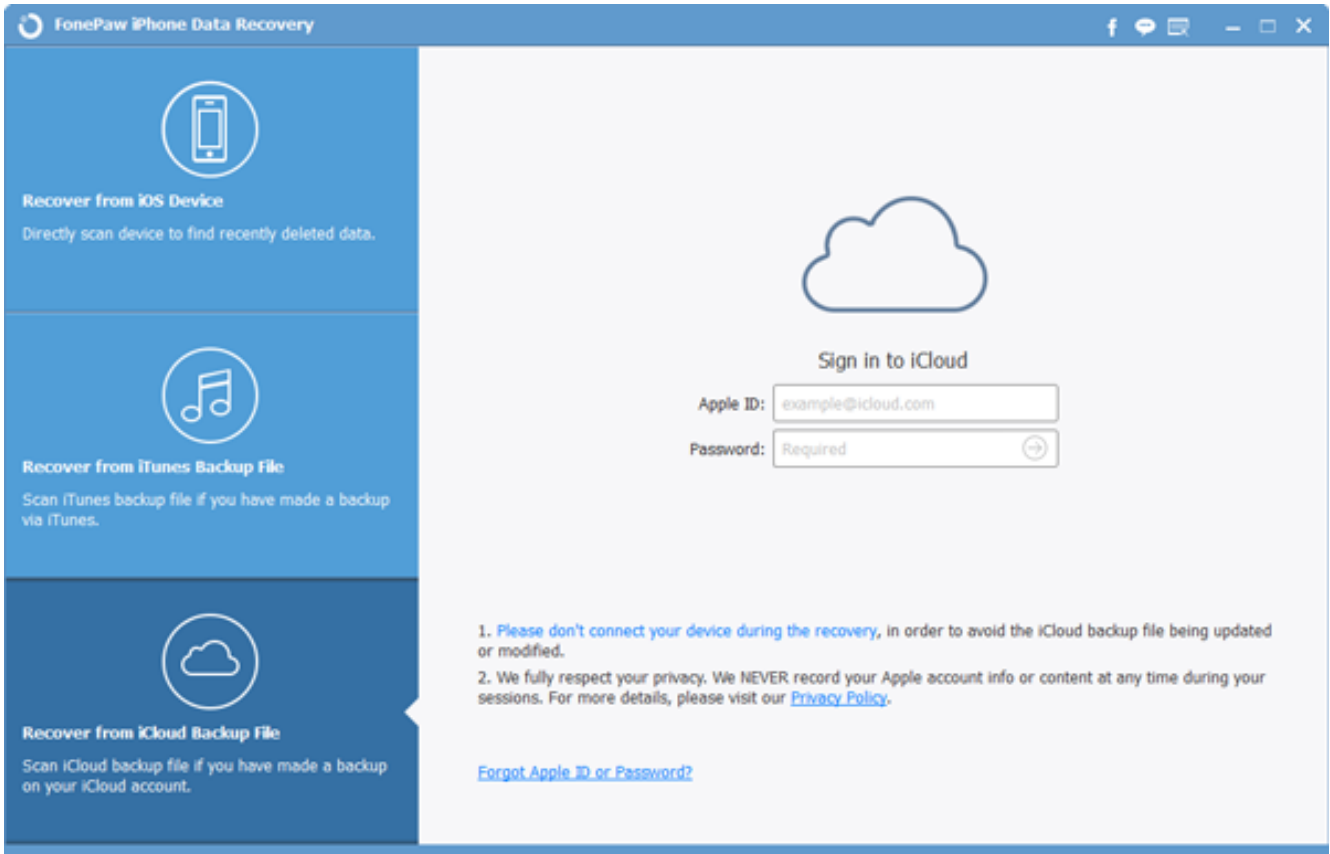 FonePaw iPhone Data Recovery
Recover from iOS Device
Directly scan device to find recently deleted data.
Recover from iTunes Backup File
Scan iTunes backup file if you have made a backup
via iTunes.
Recover from iCloud Backup File
Scan iCloud backup file if you have made a backup
on your iCloud account.
Sign in to iCloud
Apple ID: example@icloud.com
Password: Required
1. Please don't connect your device during the recovery, in order to avoid the iCloud backup file being updated
or modified.
2. We fully respect your privacy. We NEVER record your Apple account info or content at any time during your
sessions. For more details, please visit our Privacy Policy.
Forgot Apple ID or Password?